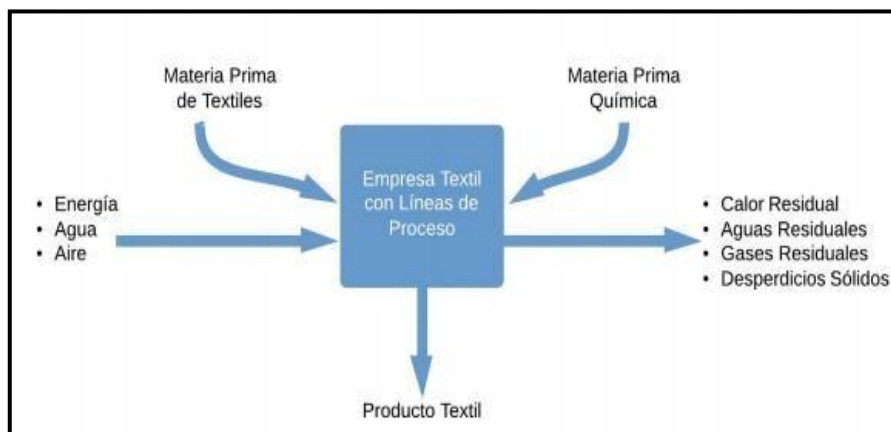 Materia Prima
de Textiles
Materia Prima
Química
Empresa Textil
con Líneas de
Proceso
• Energía
• Agua
• Aire
• Calor Residual
• Aguas Residuales
• Gases Residuales
• Desperdicios Sólidos
Producto Textil